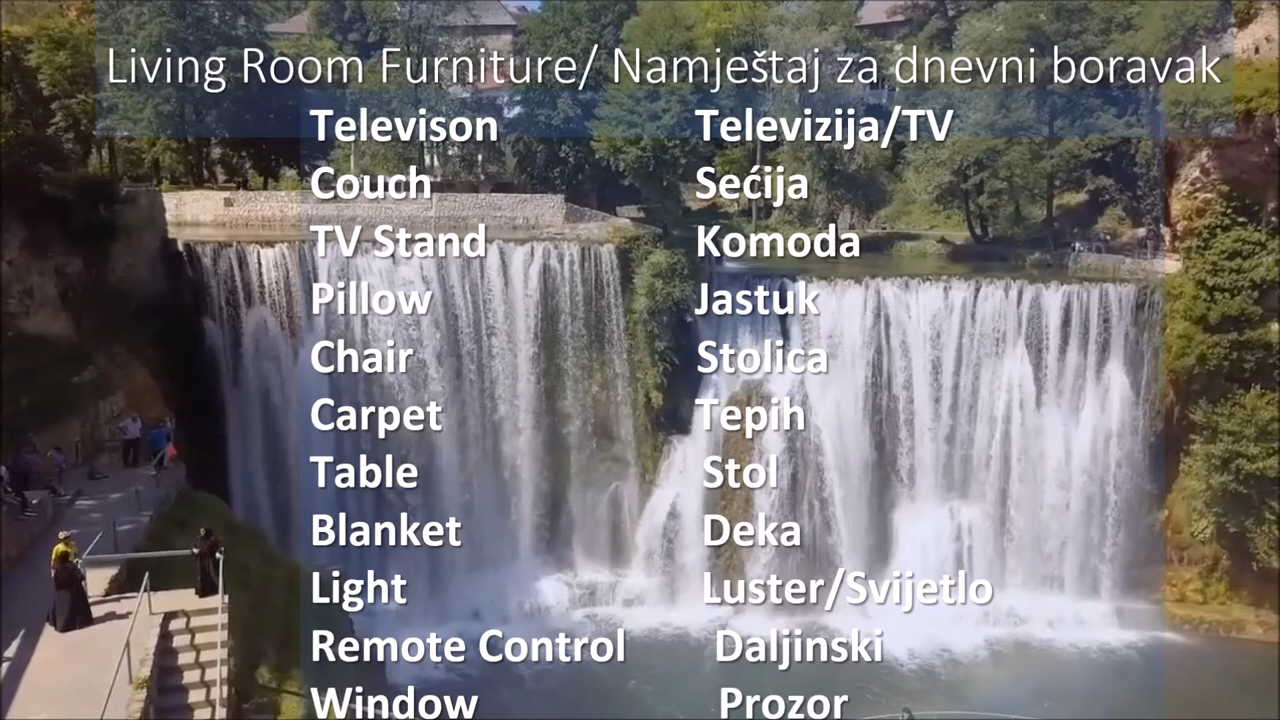 Living Room Furniture/ Namještaj za dnevni boravak
Televison Televizija/TV
Couch Sećija
TV Stand Komoda
Pillow Jastuk
Chair Stolica
Carpet Tepih
Table Stol
Blanket Deka
Light Luster/Svijetlo
Remote Control Daljinski
Window Prozor